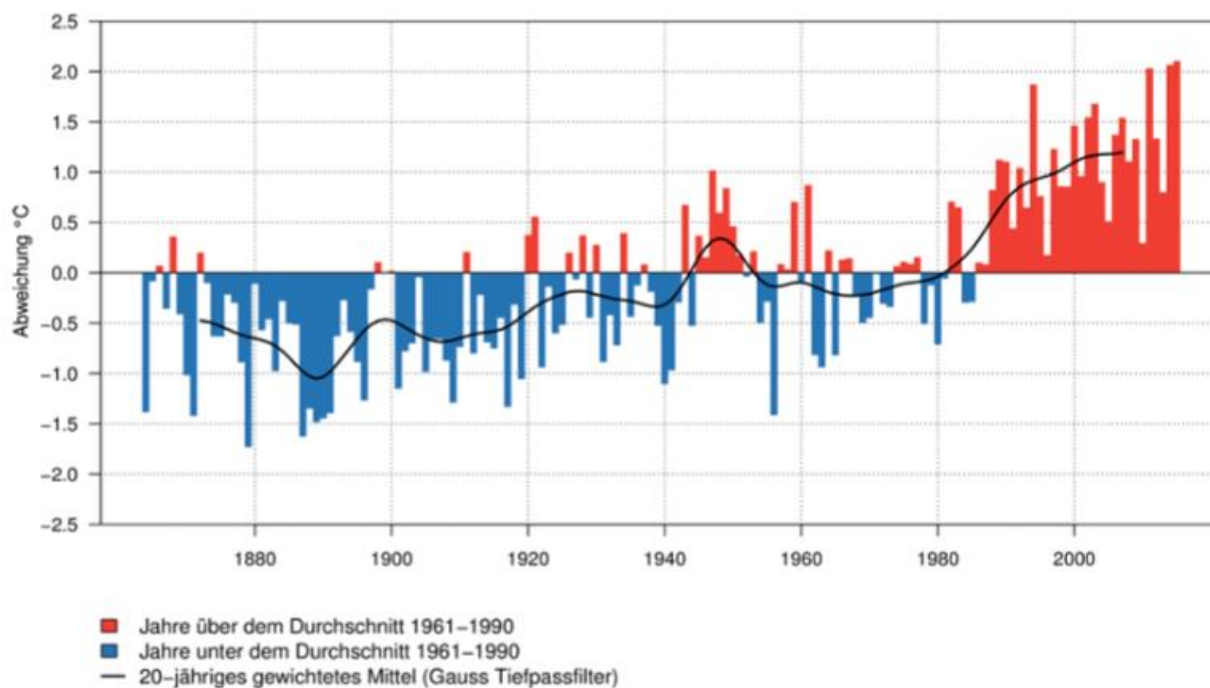 2.5
2.0
1.5
1.0
0.5
0.0
−0.5
−1.0
−1.5
−2.0
−2.5
Abweichung °C
1880 1900 1920 1940 1960 1980 2000
Jahre über dem Durchschnitt 1961−1990
Jahre unter dem Durchschnitt 1961−1990
20−jähriges gewichtetes Mittel (Gauss Tiefpassfilter)